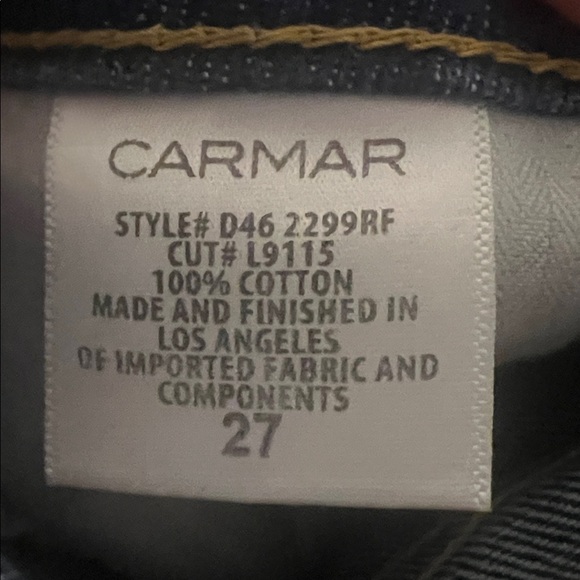 CARMAR
STYLE# D46 2299RF
CUT# L9115
100% COTTON
MADE AND FINISHED IN
LOS ANGELES
OF IMPORTED FABRIC AND
COMPONENTS
27